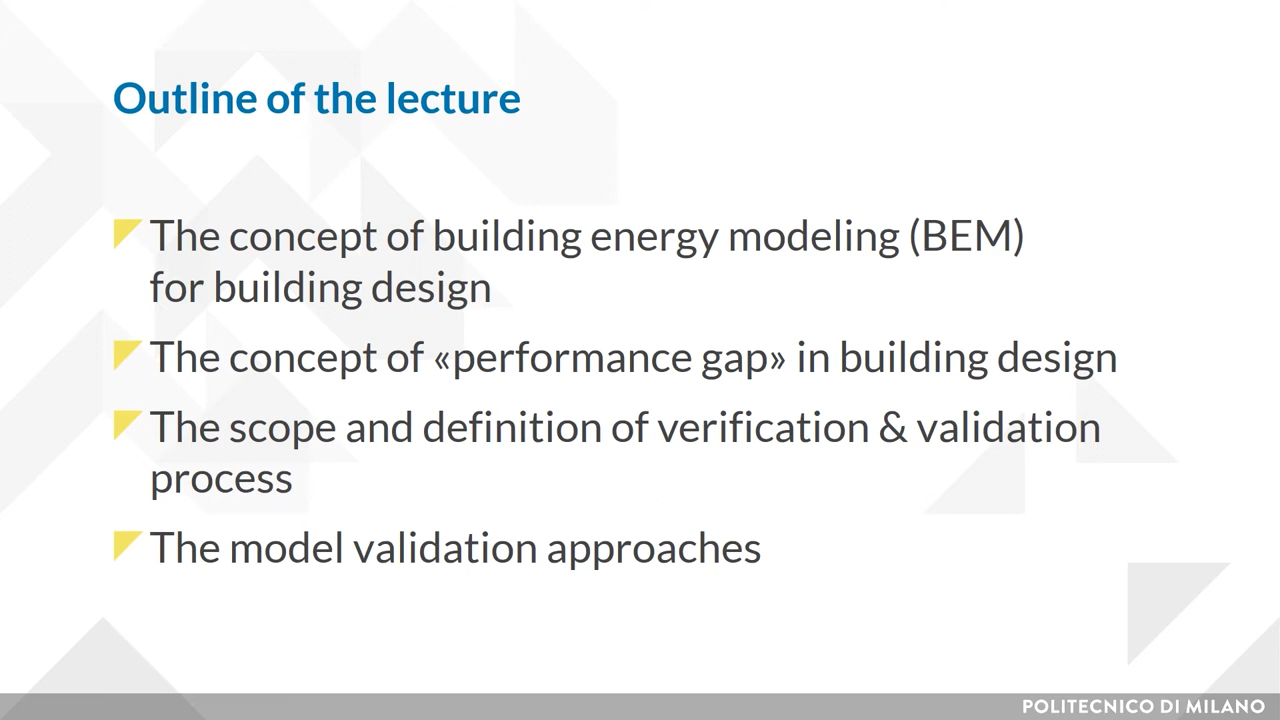 Outline of the lecture
The concept of building energy modeling (BEM)
for building design
The concept of «performance gap» in building design
The scope and definition of verification & validation
process
The model validation approaches
POLITECNICO DI MILANO